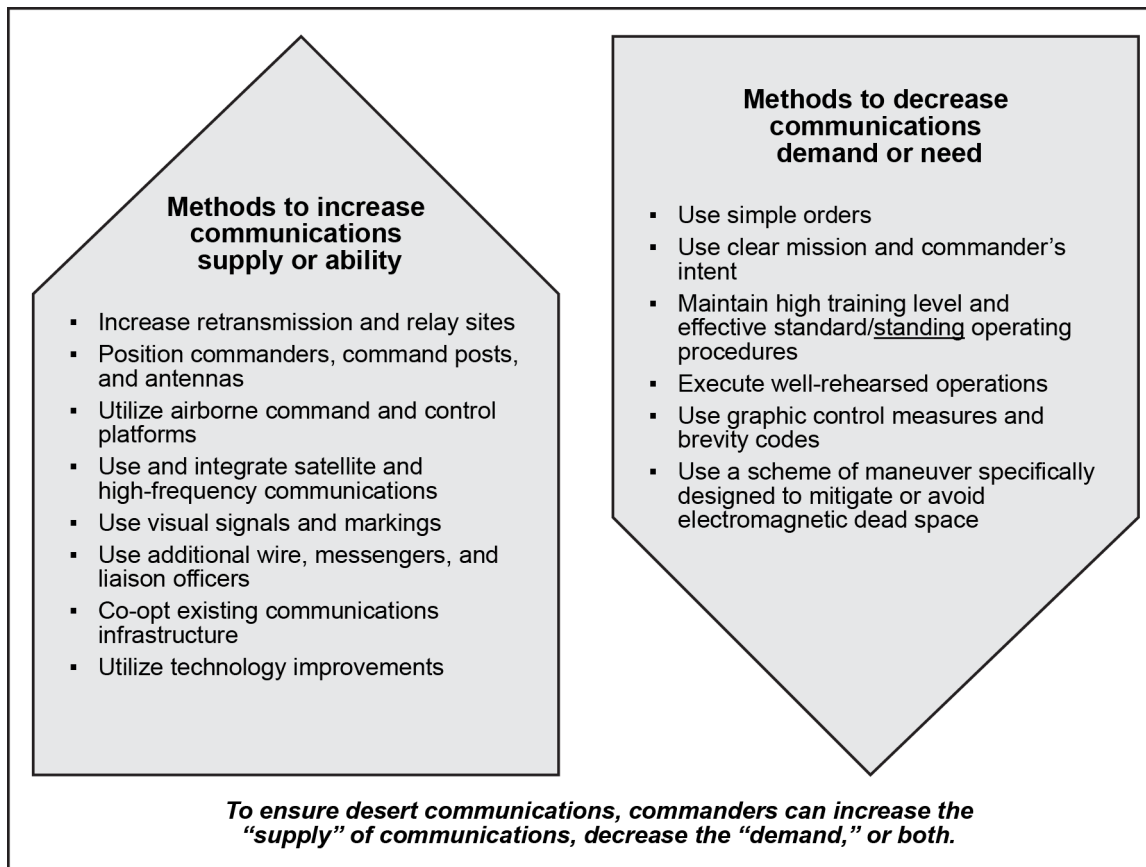 Methods to increase
communications
supply or ability
▪ Increase retransmission and relay sites
▪ Position commanders, command posts,
and antennas
▪ Utilize airborne command and control
platforms
▪ Use and integrate satellite and
high-frequency communications
▪ Use visual signals and markings
▪ Use additional wire, messengers, and
liaison officers
▪ Co-opt existing communications
infrastructure
▪ Utilize technology improvements
Methods to decrease
communications
demand or need
▪ Use simple orders
▪ Use clear mission and commander’s
intent
▪ Maintain high training level and
effective standard/standing operating
procedures
▪ Execute well-rehearsed operations
▪ Use graphic control measures and
brevity codes
▪ Use a scheme of maneuver specifically
designed to mitigate or avoid
electromagnetic dead space
To ensure desert communications, commanders can increase the
“supply” of communications, decrease the “demand,” or both.